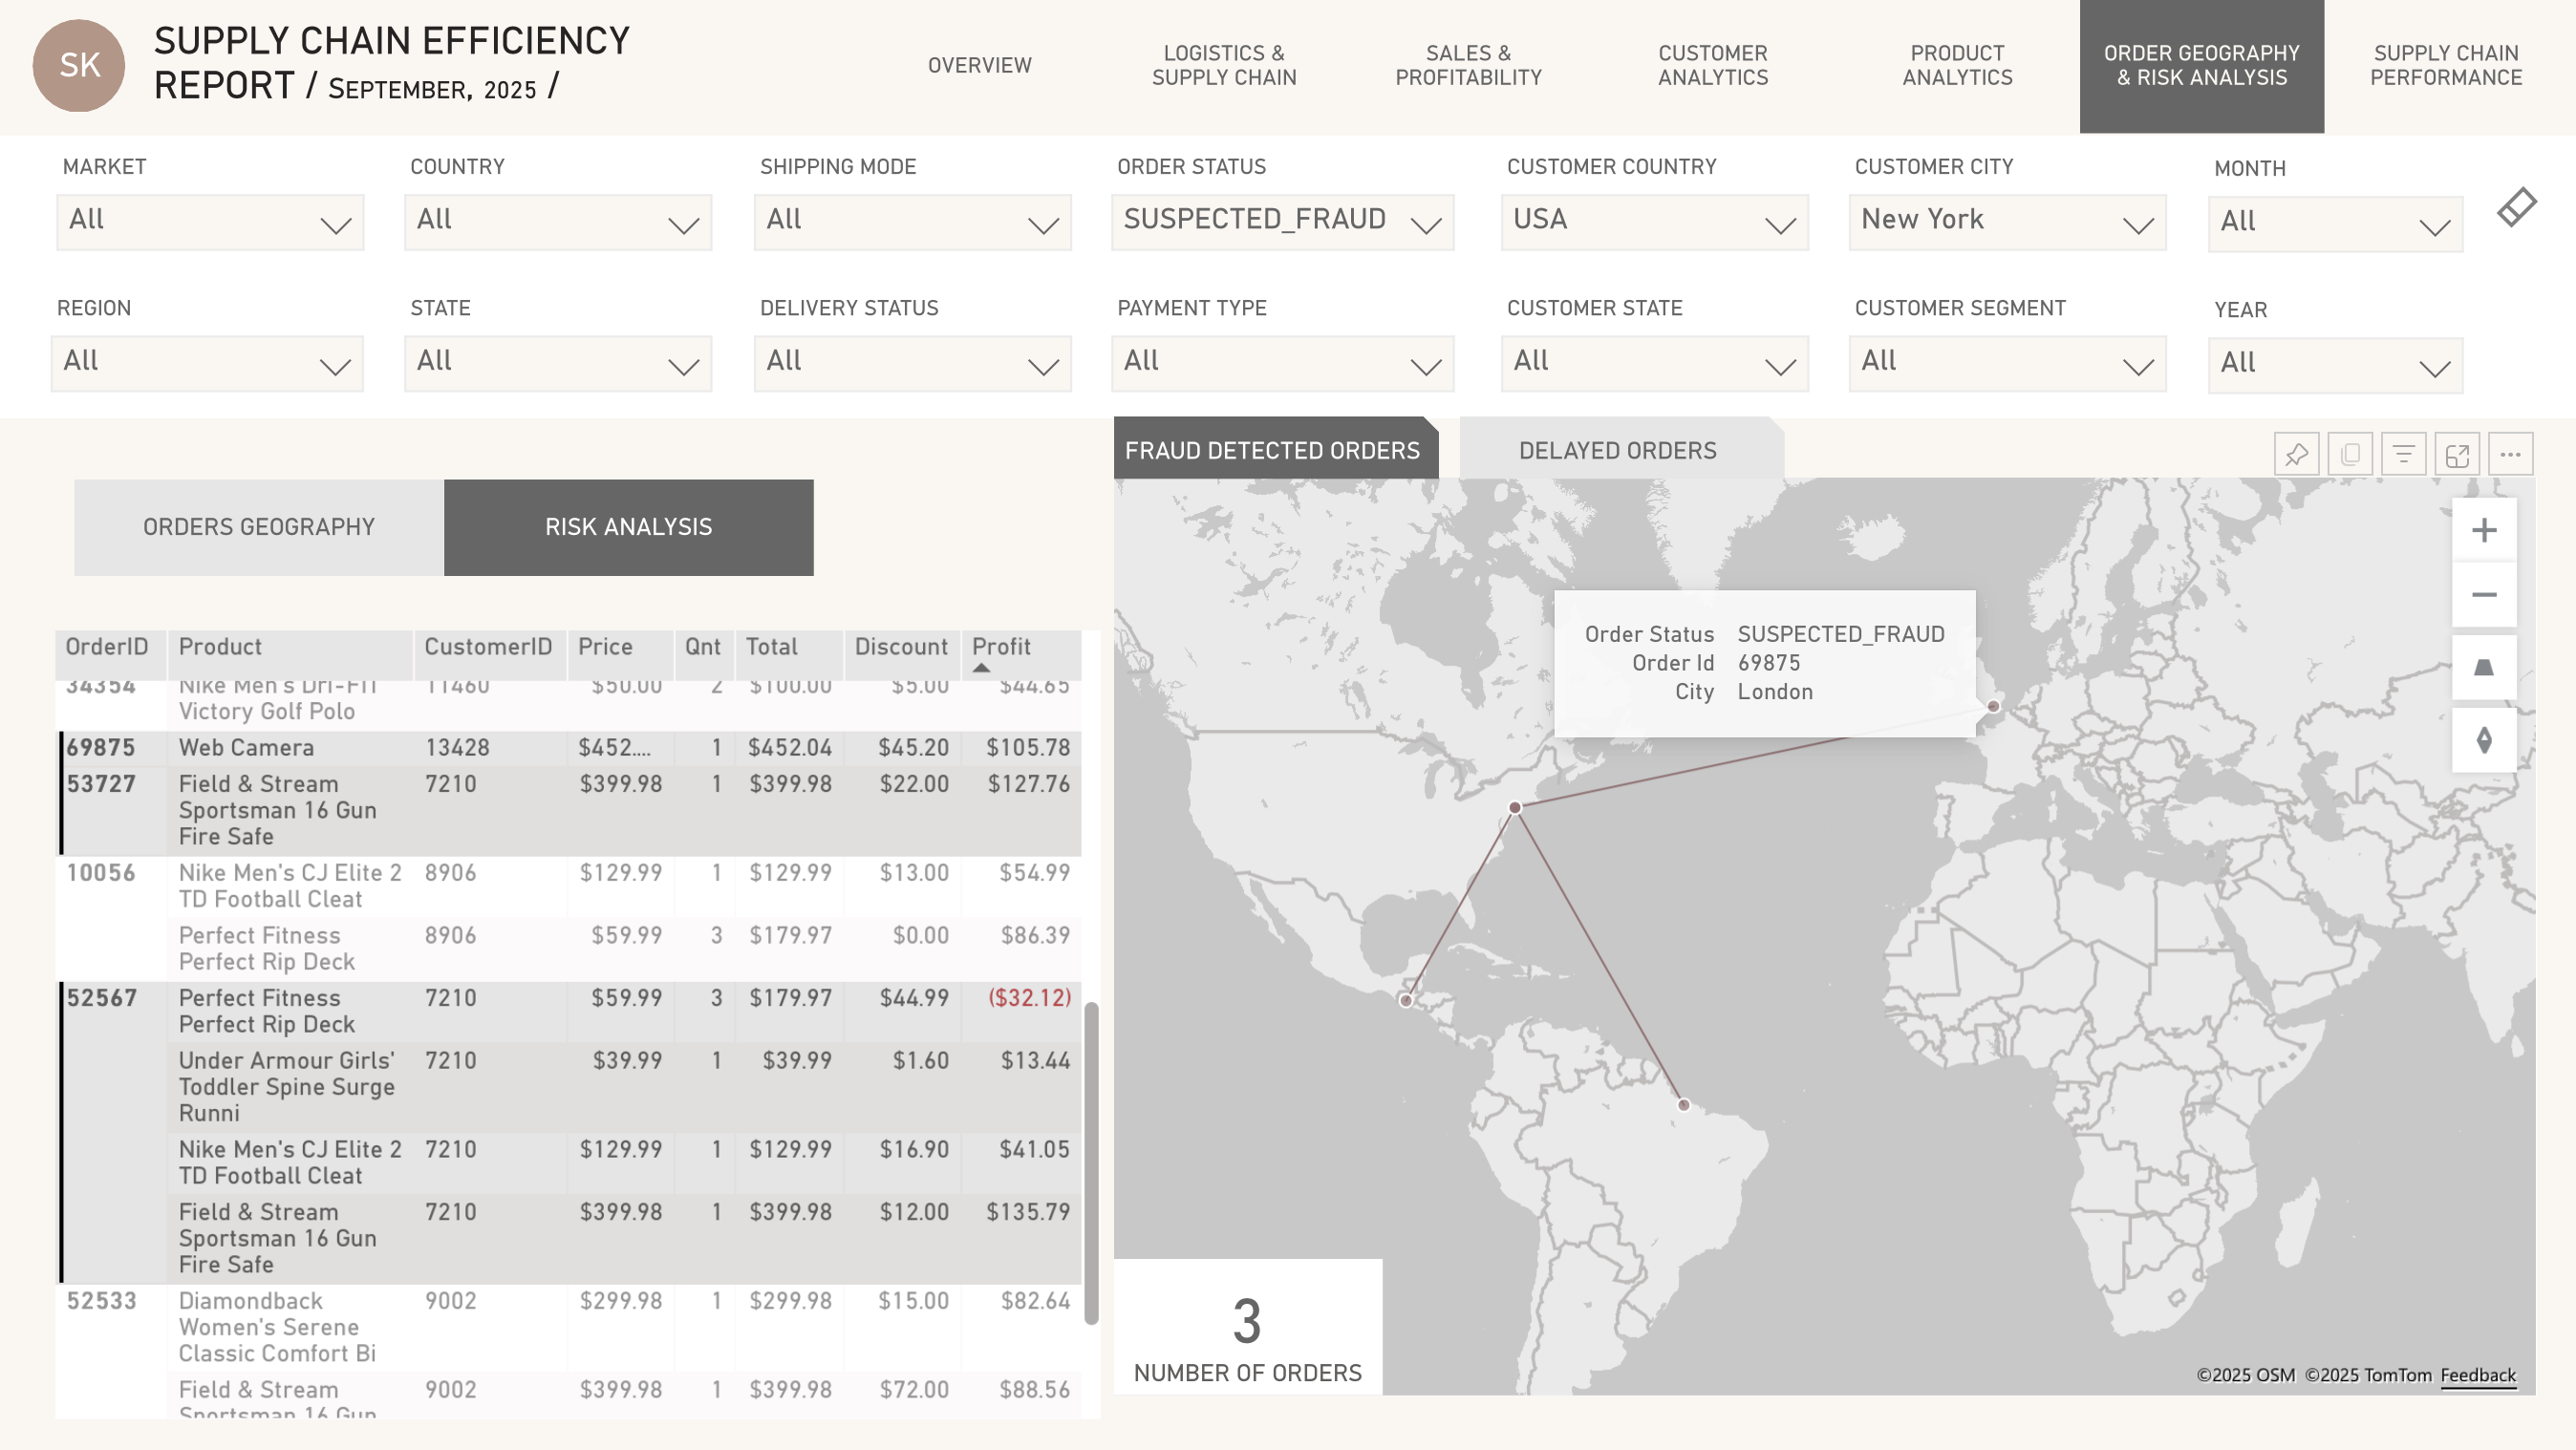 SK
SUPPLY CHAIN EFFICIENCY
REPORT / SEPTEMBER, 2025 /
OVERVIEW
LOGISTICS &
SUPPLY CHAIN
SALES &
PROFITABILITY
CUSTOMER
ANALYTICS
PRODUCT
ANALYTICS
ORDER GEOGRAPHY
& RISK ANALYSIS
SUPPLY CHAIN
PERFORMANCE
MARKET
All
COUNTRY
All
SHIPPING MODE
All
ORDER STATUS
SUSPECTED_FRAUD
CUSTOMER COUNTRY
USA
CUSTOMER CITY
New York
MONTH
All
REGION
All
STATE
All
DELIVERY STATUS
All
PAYMENT TYPE
All
CUSTOMER STATE
All
CUSTOMER SEGMENT
All
YEAR
All
ORDERS GEOGRAPHY
RISK ANALYSIS
OrderID Product CustomerID Price Qnt Total Discount Profit
34354 Nike Men's Dri-FIT 11460 $50.00 2 $100.00 $5.00 $44.65
Victory Golf Polo
69875 Web Camera 13428 $452.... 1 $452.04 $45.20 $105.78
53727 Field & Stream 7210 $399.98 1 $399.98 $22.00 $127.76
Sportsman 16 Gun
Fire Safe
10056 Nike Men's CJ Elite 2 8906 $129.99 1 $129.99 $13.00 $54.99
TD Football Cleat
Perfect Fitness 8906 $59.99 3 $179.97 $0.00 $86.39
Perfect Rip Deck
52567 Perfect Fitness 7210 $59.99 3 $179.97 $44.99 ($32.12)
Perfect Rip Deck
Under Armour Girls' 7210 $39.99 1 $39.99 $1.60 $13.44
Toddler Spine Surge
Runni
Nike Men's CJ Elite 2 7210 $129.99 1 $129.99 $16.90 $41.05
TD Football Cleat
Field & Stream 7210 $399.98 1 $399.98 $12.00 $135.79
Sportsman 16 Gun
Fire Safe
52533 Diamondback 9002 $299.98 1 $299.98 $15.00 $82.64
Women's Serene
Classic Comfort Bi
Field & Stream 9002 $399.98 1 $399.98 $72.00 $88.56
Sportsman 16 Gun
FRAUD DETECTED ORDERS
DELAYED ORDERS
Order Status SUSPECTED_FRAUD
Order Id 69875
City London
3
NUMBER OF ORDERS
©2025 OSM ©2025 TomTom Feedback